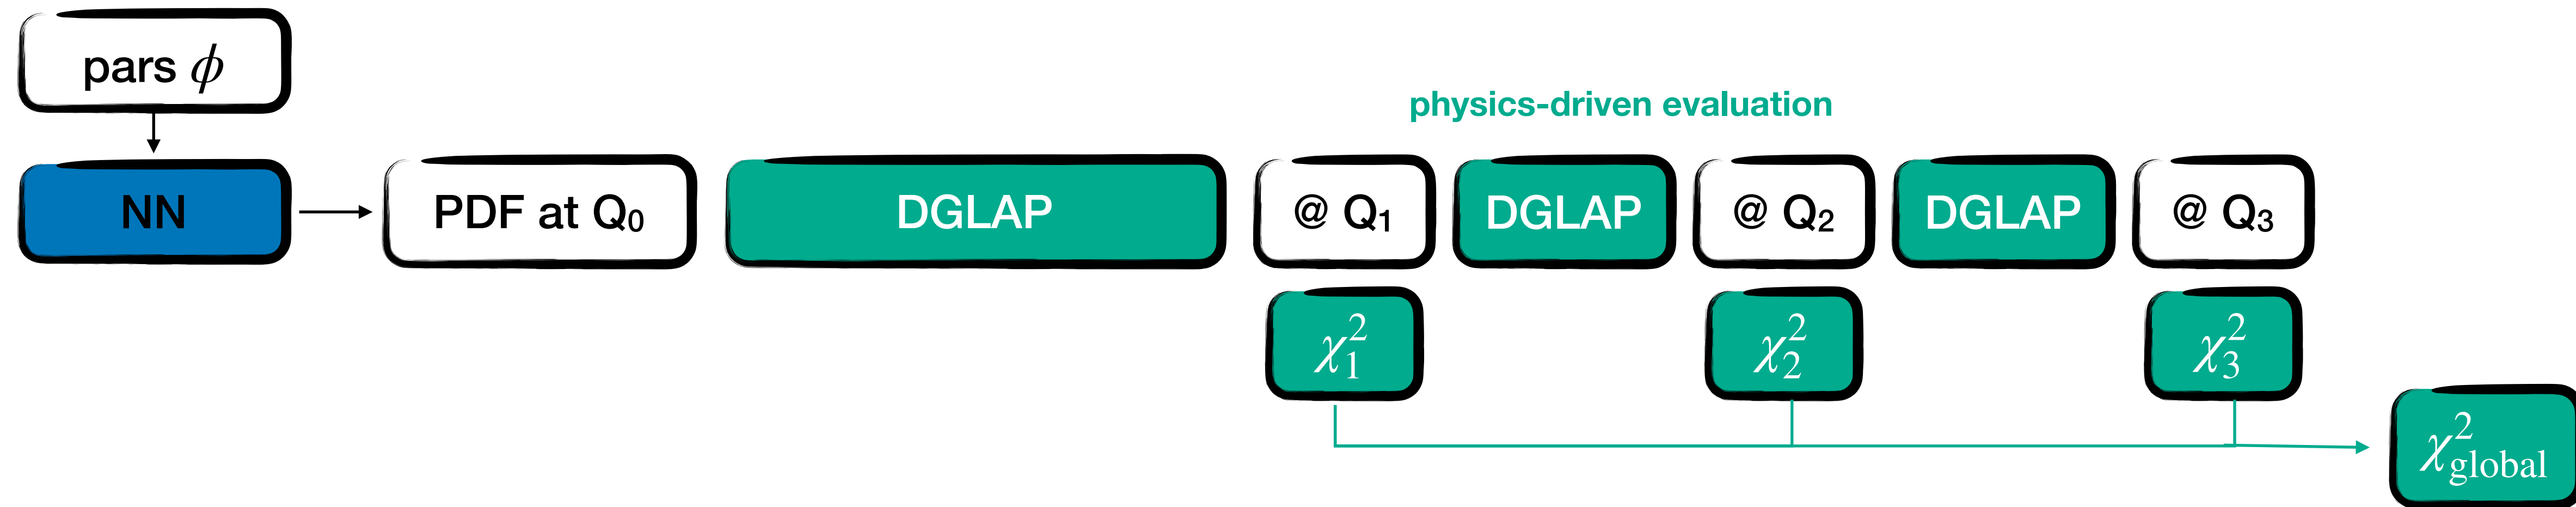 pars ϕ
physics-driven evaluation
NN
PDF at Q₀
DGLAP
@ Q₁
DGLAP
@ Q₂
DGLAP
@ Q₃
χ²₁
χ²₂
χ²₃
χ²global